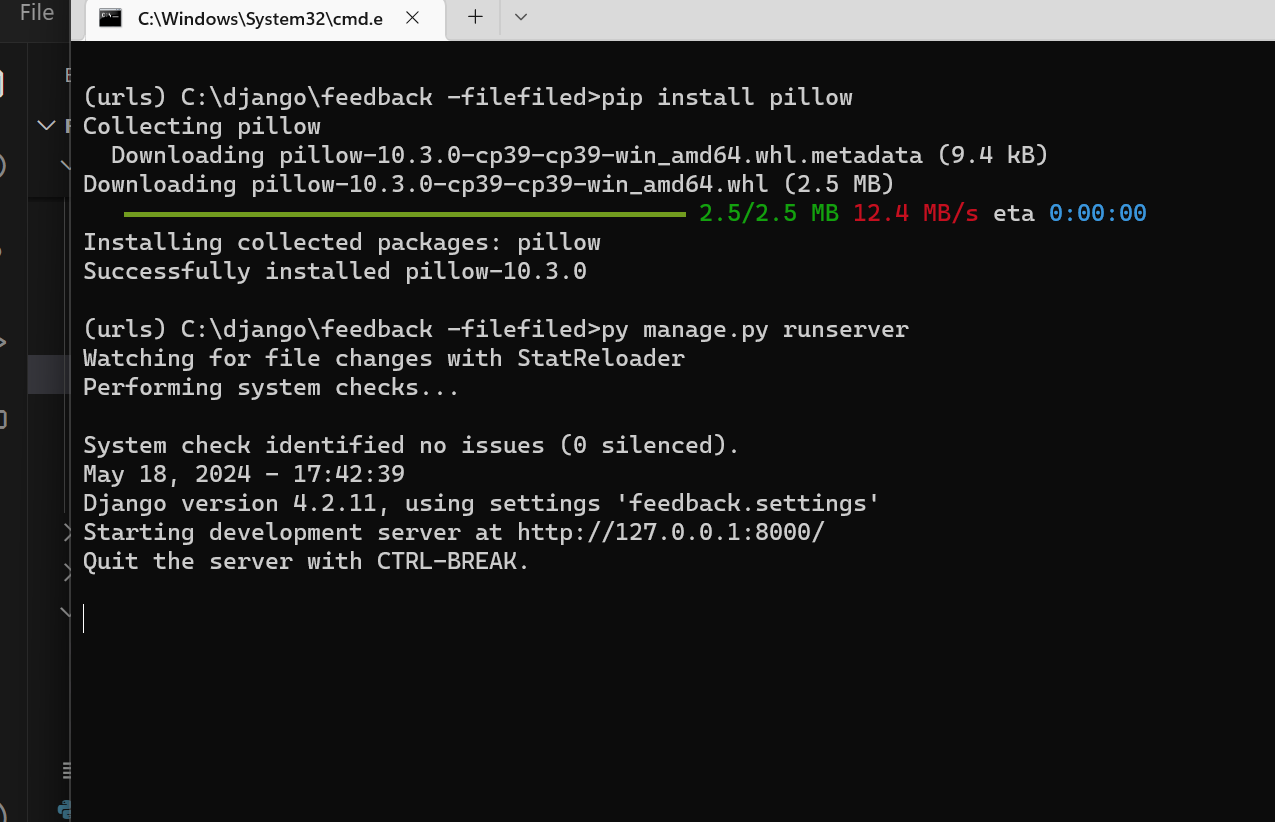 File
C:\Windows\System32\cmd.e
(urls) C:\django\feedback -filefiled>pip install pillow
Collecting pillow
  Downloading pillow-10.3.0-cp39-cp39-win_amd64.whl.metadata (9.4 kB)
Downloading pillow-10.3.0-cp39-cp39-win_amd64.whl (2.5 MB)
2.5/2.5 MB 12.4 MB/s eta 0:00:00
Installing collected packages: pillow
Successfully installed pillow-10.3.0
(urls) C:\django\feedback -filefiled>py manage.py runserver
Watching for file changes with StatReloader
Performing system checks...
System check identified no issues (0 silenced).
May 18, 2024 - 17:42:39
Django version 4.2.11, using settings 'feedback.settings'
Starting development server at http://127.0.0.1:8000/
Quit the server with CTRL-BREAK.